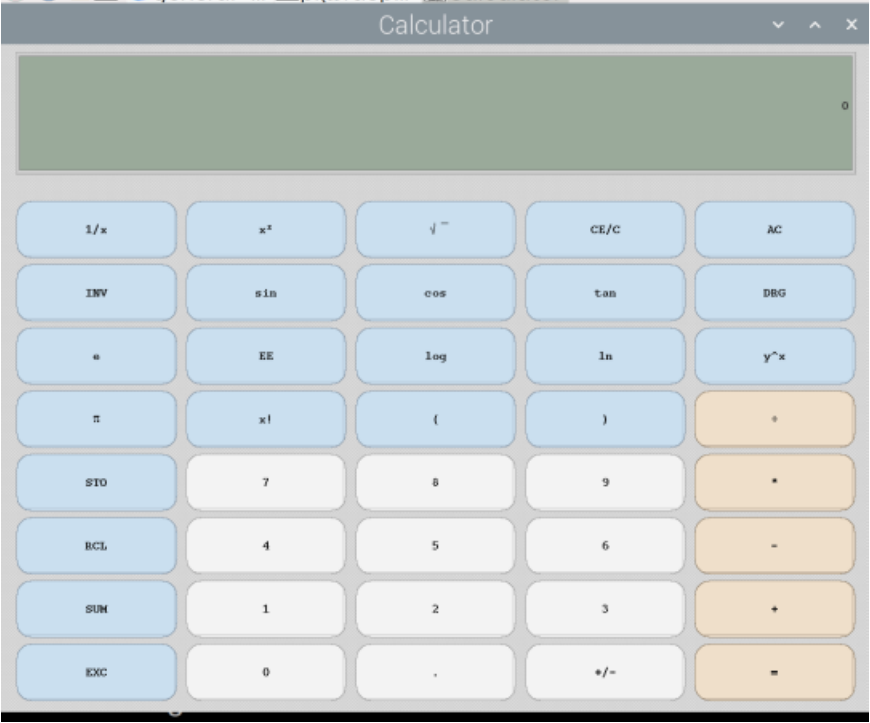 Calculator
0
1/x x² √‾ CE/C AC
INV sin cos tan DRG
e EE log ln y^x
π x! ( ) ÷
STO 7 8 9 *
RCL 4 5 6 -
SUM 1 2 3 +
EXC 0 . +/- =